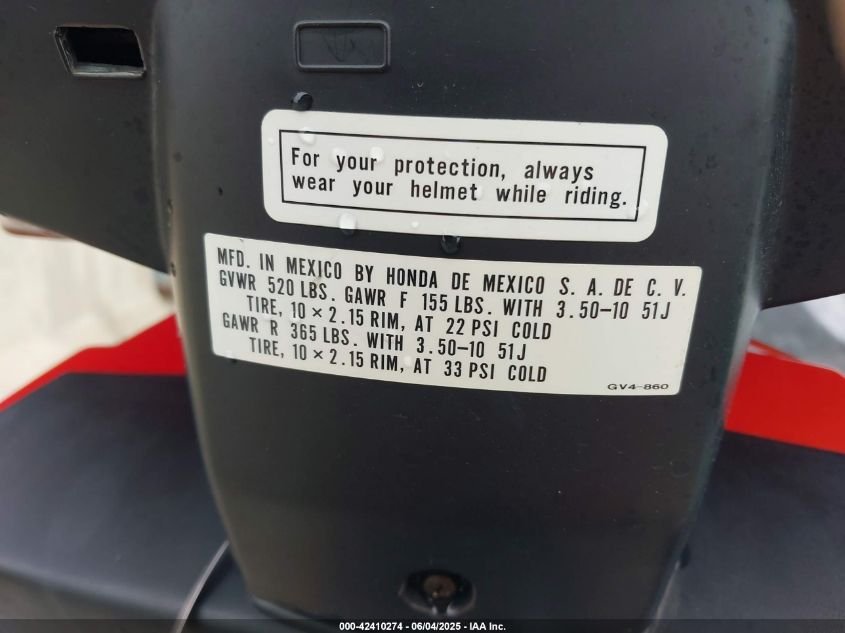 For your protection, always
wear your helmet while riding.
MFD. IN MEXICO BY HONDA DE MEXICO S. A. DE C. V.
GVWR 520 LBS. GAWR F 155 LBS. WITH 3.50-10 51J
TIRE, 10 × 2.15 RIM, AT 22 PSI COLD
GAWR R 365 LBS. WITH 3.50-10 51J
TIRE, 10 × 2.15 RIM, AT 33 PSI COLD
GV4-860
000-42410274 - 06/04/2025 - IAA Inc.